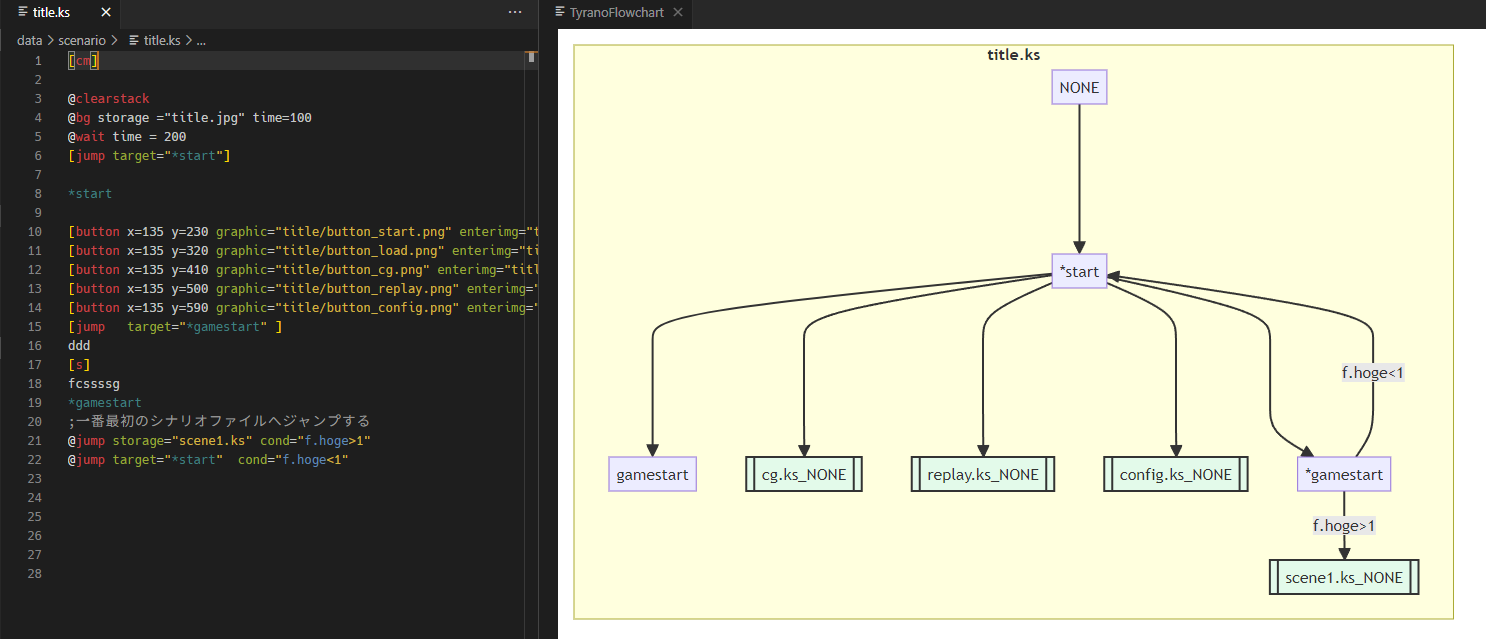 title.ks
TyranoFlowchart
data > scenario > title.ks > ...
1 [cm]
2
3 @clearstack
4 @bg storage ="title.jpg" time=100
5 @wait time = 200
6 [jump target="*start"]
7
8 *start
9
10 [button x=135 y=230 graphic="title/button_start.png" enterimg="t
11 [button x=135 y=320 graphic="title/button_load.png" enterimg="ti
12 [button x=135 y=410 graphic="title/button_cg.png" enterimg="titl
13 [button x=135 y=500 graphic="title/button_replay.png" enterimg="
14 [button x=135 y=590 graphic="title/button_config.png" enterimg="
15 [jump   target="*gamestart" ]
16 ddd
17 [s]
18 fcssssg
19 *gamestart
20 ;一番最初のシナリオファイルへジャンプする
21 @jump storage="scene1.ks" cond="f.hoge>1"
22 @jump target="*start"  cond="f.hoge<1"
23
24
25
26
27
28
title.ks
NONE
*start
f.hoge<1
gamestart
cg.ks_NONE
replay.ks_NONE
config.ks_NONE
*gamestart
f.hoge>1
scene1.ks_NONE